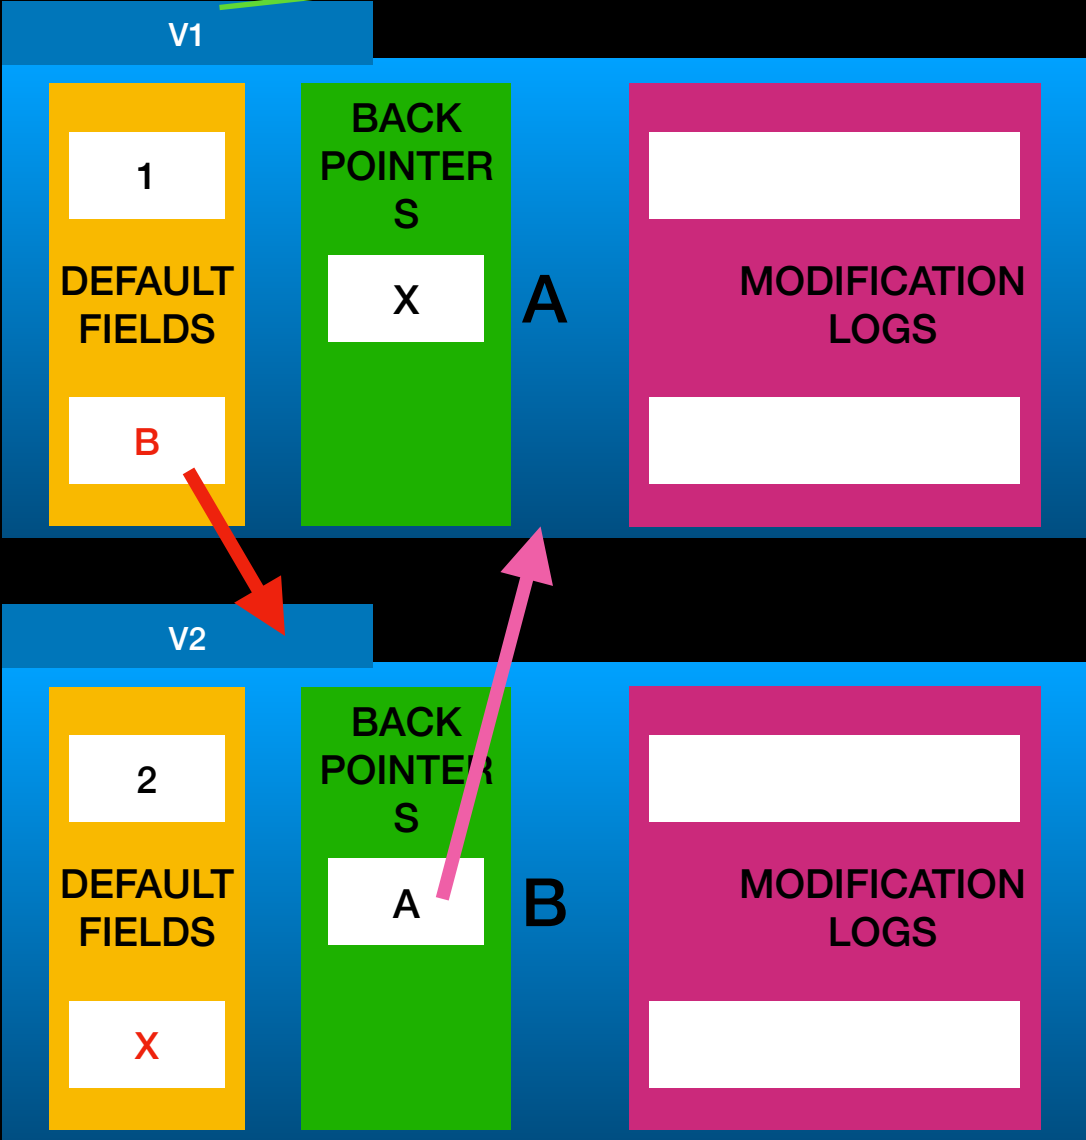 V1
1
DEFAULT
FIELDS
B
BACK
POINTER
S
X
A
MODIFICATION
LOGS
V2
2
DEFAULT
FIELDS
X
BACK
POINTER
S
A
B
MODIFICATION
LOGS